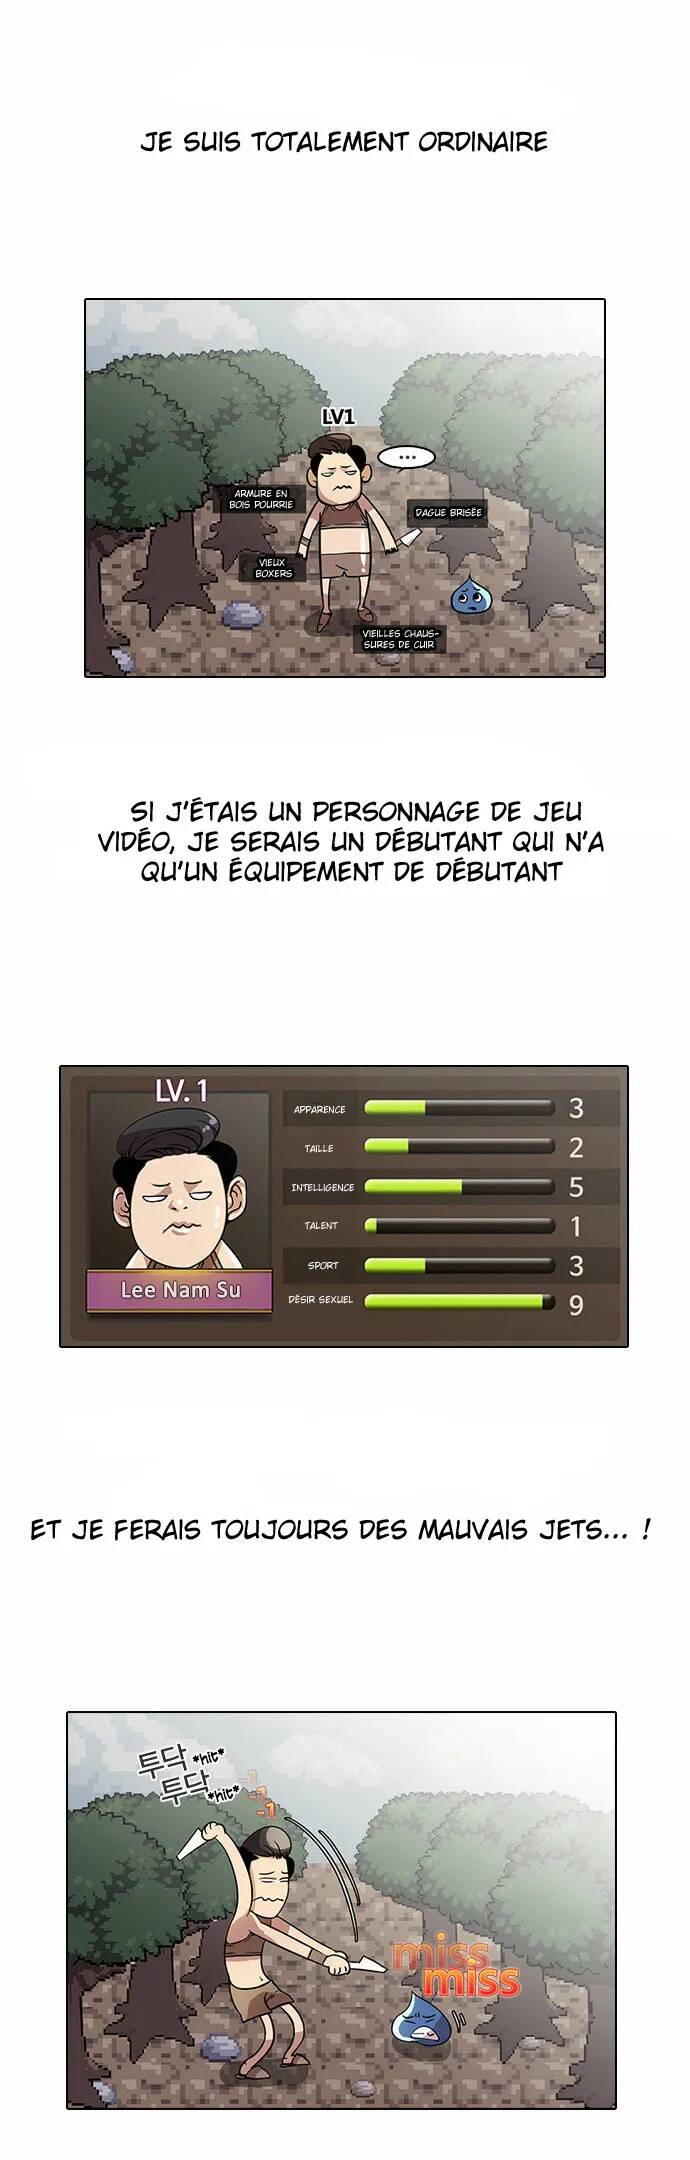 JE SUIS TOTALEMENT ORDINAIRE
LV1
...
ARMURE EN
BOIS POURRIE
DAGUE BRISÉE
VIEUX
BOXERS
VIEILLES CHAUS-
SURES DE CUIR
SI J'ÉTAIS UN PERSONNAGE DE JEU
VIDÉO, JE SERAIS UN DÉBUTANT QUI N'A
QU'UN ÉQUIPEMENT DE DÉBUTANT
LV. 1
Lee Nam Su
APPARENCE 3
TAILLE 2
INTELLIGENCE 5
TALENT 1
SPORT 3
DÉSIR SEXUEL 9
ET JE FERAIS TOUJOURS DES MAUVAIS JETS... !
투닥 *hit*
투닥 *hit*
-1
-1
-1
miss
miss